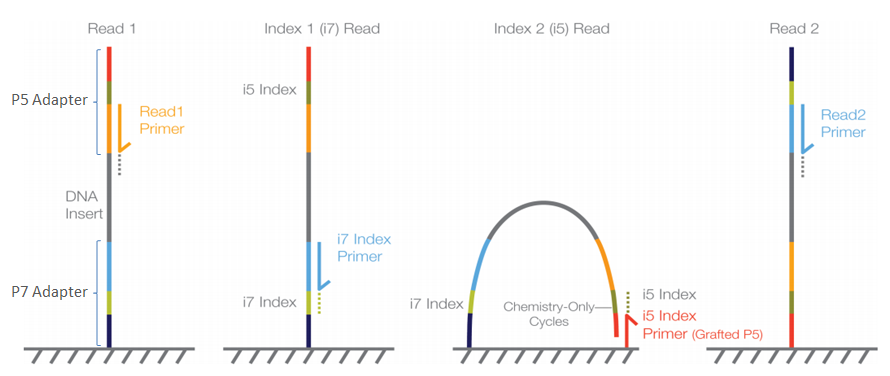 Read 1
Index 1 (i7) Read
Index 2 (i5) Read
Read 2
P5 Adapter
Read1
Primer
DNA
Insert
P7 Adapter
i5 Index
i7 Index
Primer
i7 Index
i7 Index
Chemistry-Only
Cycles
i5 Index
i5 Index
Primer (Grafted P5)
Read2
Primer